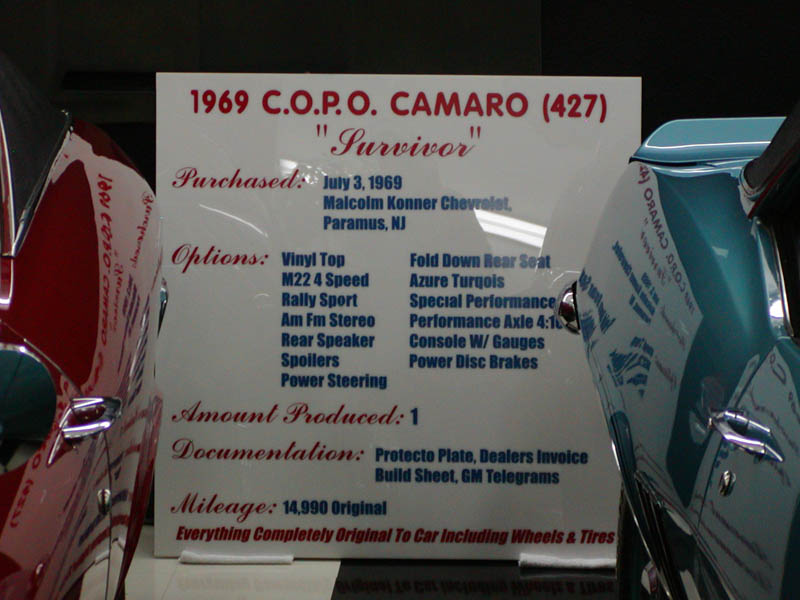 1969 C.O.P.O. CAMARO (427)
"Survivor"
Purchased: July 3, 1969
Malcolm Konner Chevrolet,
Paramus, NJ
Options: Vinyl Top Fold Down Rear Seat
M22 4 Speed Azure Turqois
Rally Sport Special Performance
Am Fm Stereo Performance Axle
Rear Speaker Console W/ Gauges
Spoilers Power Disc Brakes
Power Steering
Amount Produced: 1
Documentation: Protecto Plate, Dealers Invoice
Build Sheet, GM Telegrams
Mileage: 14,990 Original
Everything Completely Original To Car Including Wheels & Tires